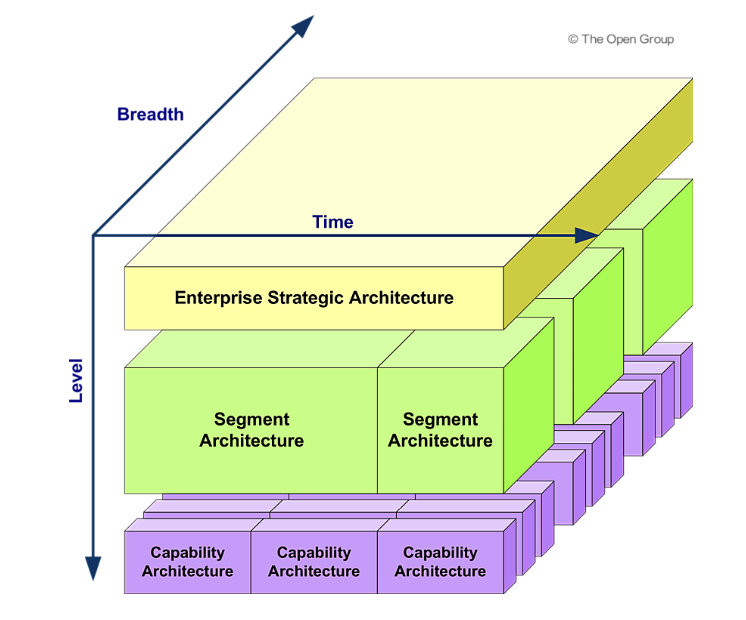 © The Open Group
Breadth
Time
Enterprise Strategic Architecture
Level
Segment
Architecture
Segment
Architecture
Capability
Architecture
Capability
Architecture
Capability
Architecture